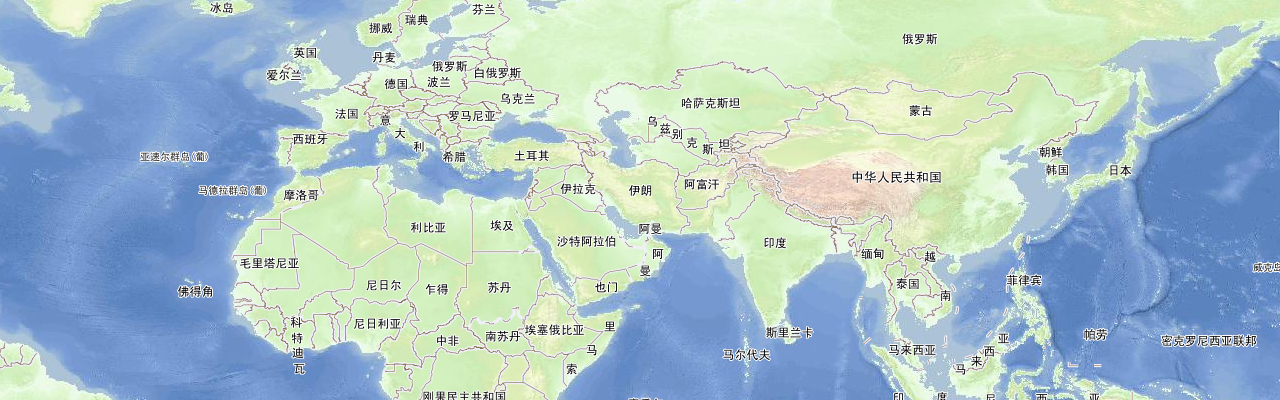 冰岛
芬兰
瑞典
挪威
俄罗斯
英国
丹麦
俄罗斯
白俄罗斯
爱尔兰
德国
波兰
乌克兰
哈萨克斯坦
蒙古
法国
罗马尼亚
意大利
乌兹别克斯坦
西班牙
希腊
土耳其
朝鲜
韩国
日本
亚速尔群岛(葡)
马德拉群岛(葡)
摩洛哥
伊拉克
伊朗
阿富汗
中华人民共和国
利比亚
埃及
沙特阿拉伯
阿曼
阿曼
印度
缅甸
越南
毛里塔尼亚
泰国
菲律宾
威克岛
佛得角
尼日尔
乍得
苏丹
也门
科特迪瓦
尼日利亚
中非
南苏丹
埃塞俄比亚
索马里
斯里兰卡
马尔代夫
马来西亚
马来西亚
帕劳
密克罗尼西亚联邦
刚果民主共和国
印度尼西亚